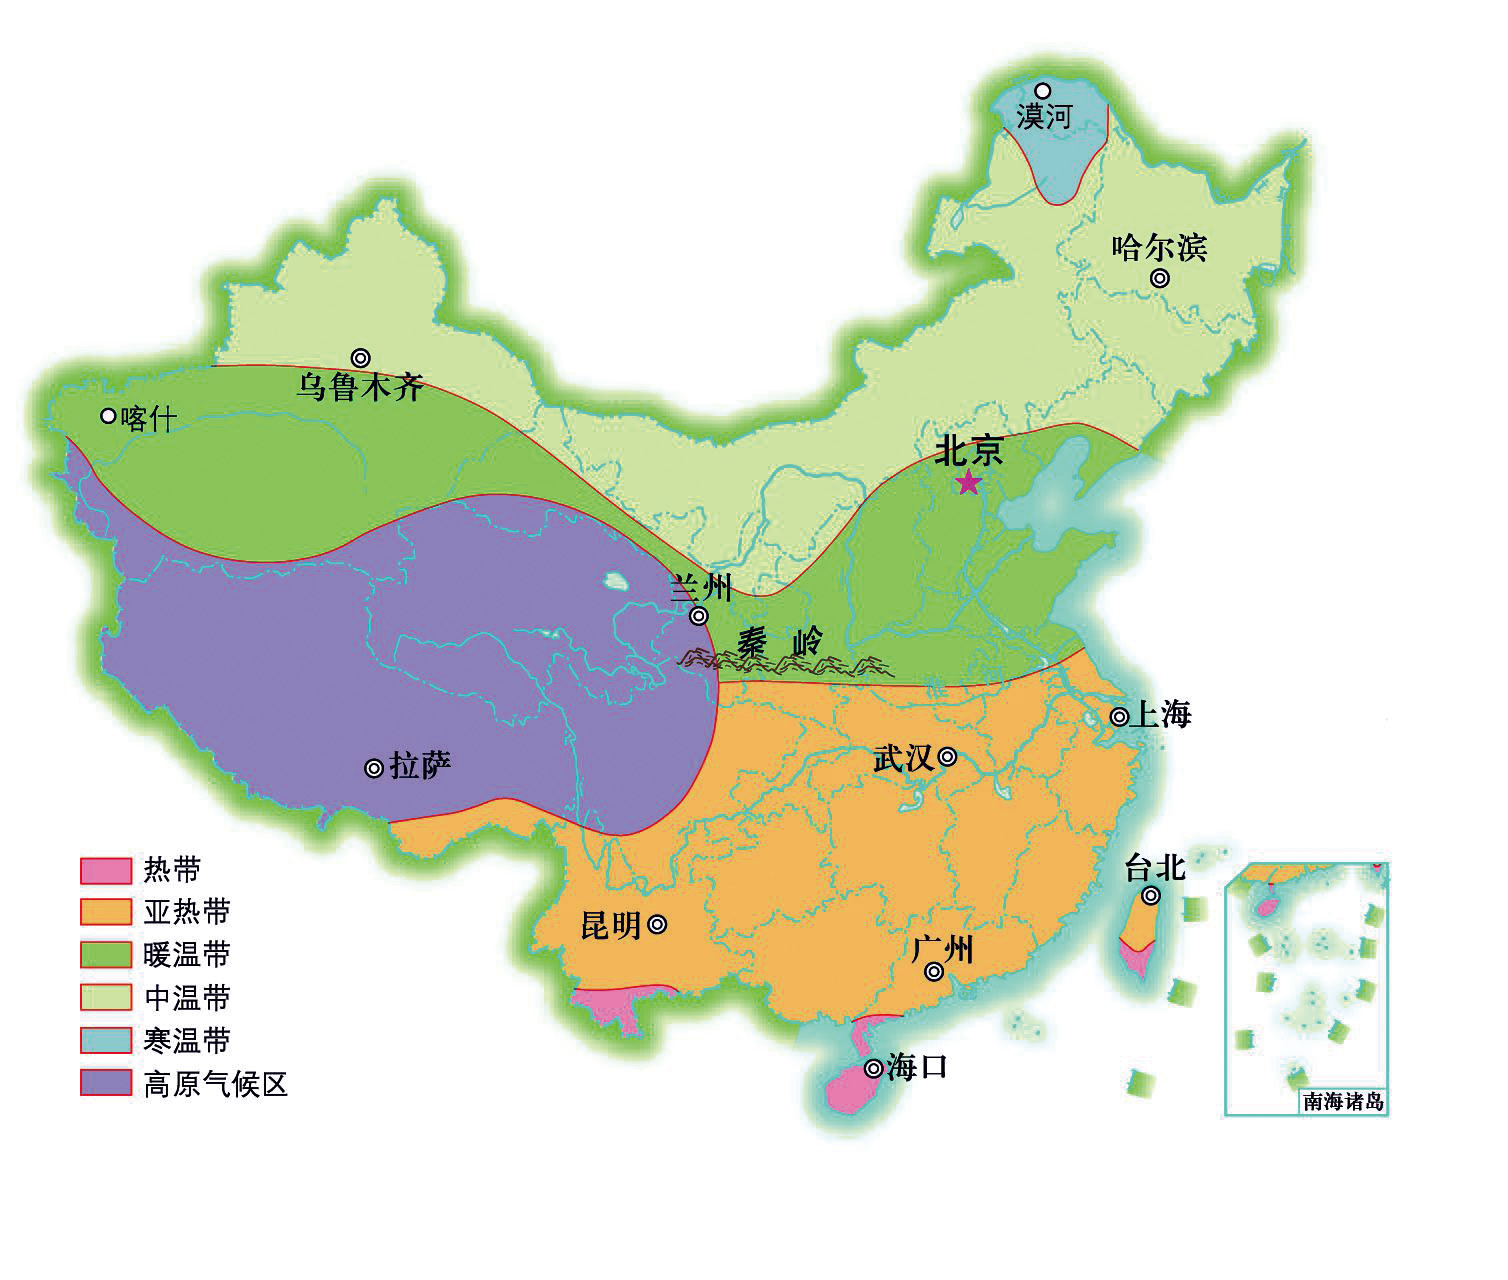 漠河
哈尔滨
乌鲁木齐
喀什
北京
兰州
秦岭
上海
武汉
拉萨
台北
昆明
广州
海口
热带
亚热带
暖温带
中温带
寒温带
高原气候区
南海诸岛